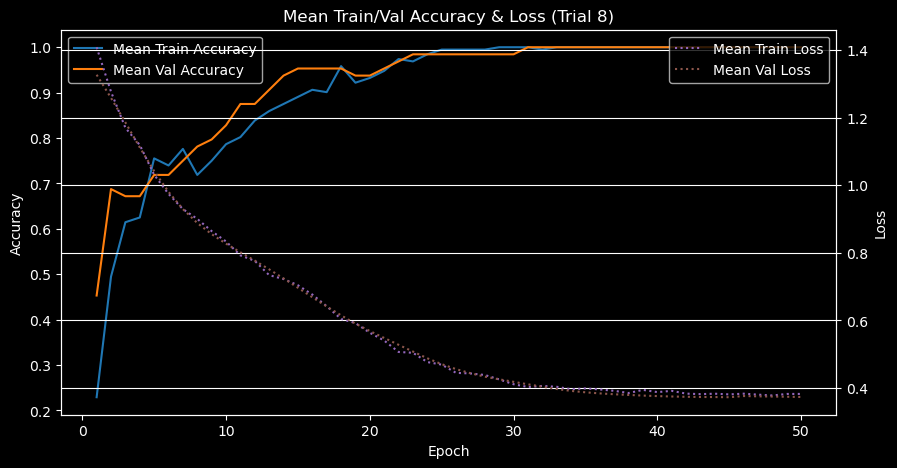 Mean Train/Val Accuracy & Loss (Trial 8)
Mean Train Accuracy
Mean Val Accuracy
Mean Train Loss
Mean Val Loss
Accuracy
1.0
0.9
0.8
0.7
0.6
0.5
0.4
0.3
0.2
1.4
1.2
1.0
0.8
0.6
0.4
Loss
0
10
20
30
40
50
Epoch